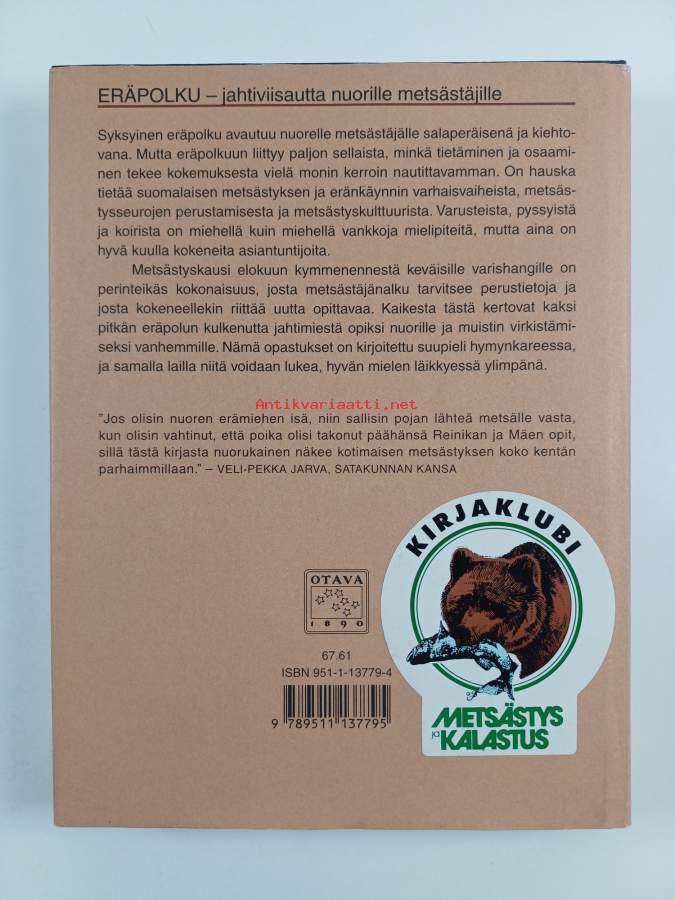 ERÄPOLKU – jahtiviisautta nuorille metsästäjille
Syksyinen eräpolku avautuu nuorelle metsästäjälle salaperäisenä ja kiehto-
vana. Mutta eräpolkuun liittyy paljon sellaista, minkä tietäminen ja osaami-
nen tekee kokemuksesta vielä monin kerroin nautittavamman. On hauska
tietää suomalaisen metsästyksen ja eränkäynnin varhaisvaiheista, metsäs-
tysseurojen perustamisesta ja metsästyskulttuurista. Varusteista, pyssyistä
ja koirista on miehellä kuin miehellä vankkoja mielipiteitä, mutta aina on
hyvä kuulla kokeneita asiantuntijoita.
Metsästyskausi elokuun kymmenennestä keväisille varishangille on
perinteikäs kokonaisuus, josta metsästäjänalku tarvitsee perustietoja ja
josta kokeneellekin riittää uutta opittavaa. Kaikesta tästä kertovat kaksi
pitkän eräpolun kulkenutta jahtimiestä opiksi nuorille ja muistin virkistämi-
seksi vanhemmille. Nämä opastukset on kirjoitettu suupieli hymynkareessa,
ja samalla lailla niitä voidaan lukea, hyvän mielen läikkyessä ylimpänä.
Antikvariaatti.net
”Jos olisin nuoren erämiehen isä, niin sallisin pojan lähteä metsälle vasta,
kun olisin vahtinut, että poika olisi takonut päähänsä Reinikan ja Mäen opit,
sillä tästä kirjasta nuorukainen näkee kotimaisen metsästyksen koko kentän
parhaimmillaan.” – VELI-PEKKA JARVA, SATAKUNNAN KANSA
KIRJAKLUBI
OTAVA
1890
67.61
ISBN 951-1-13779-4
9 789511 137795
METSÄSTYS
ja KALASTUS